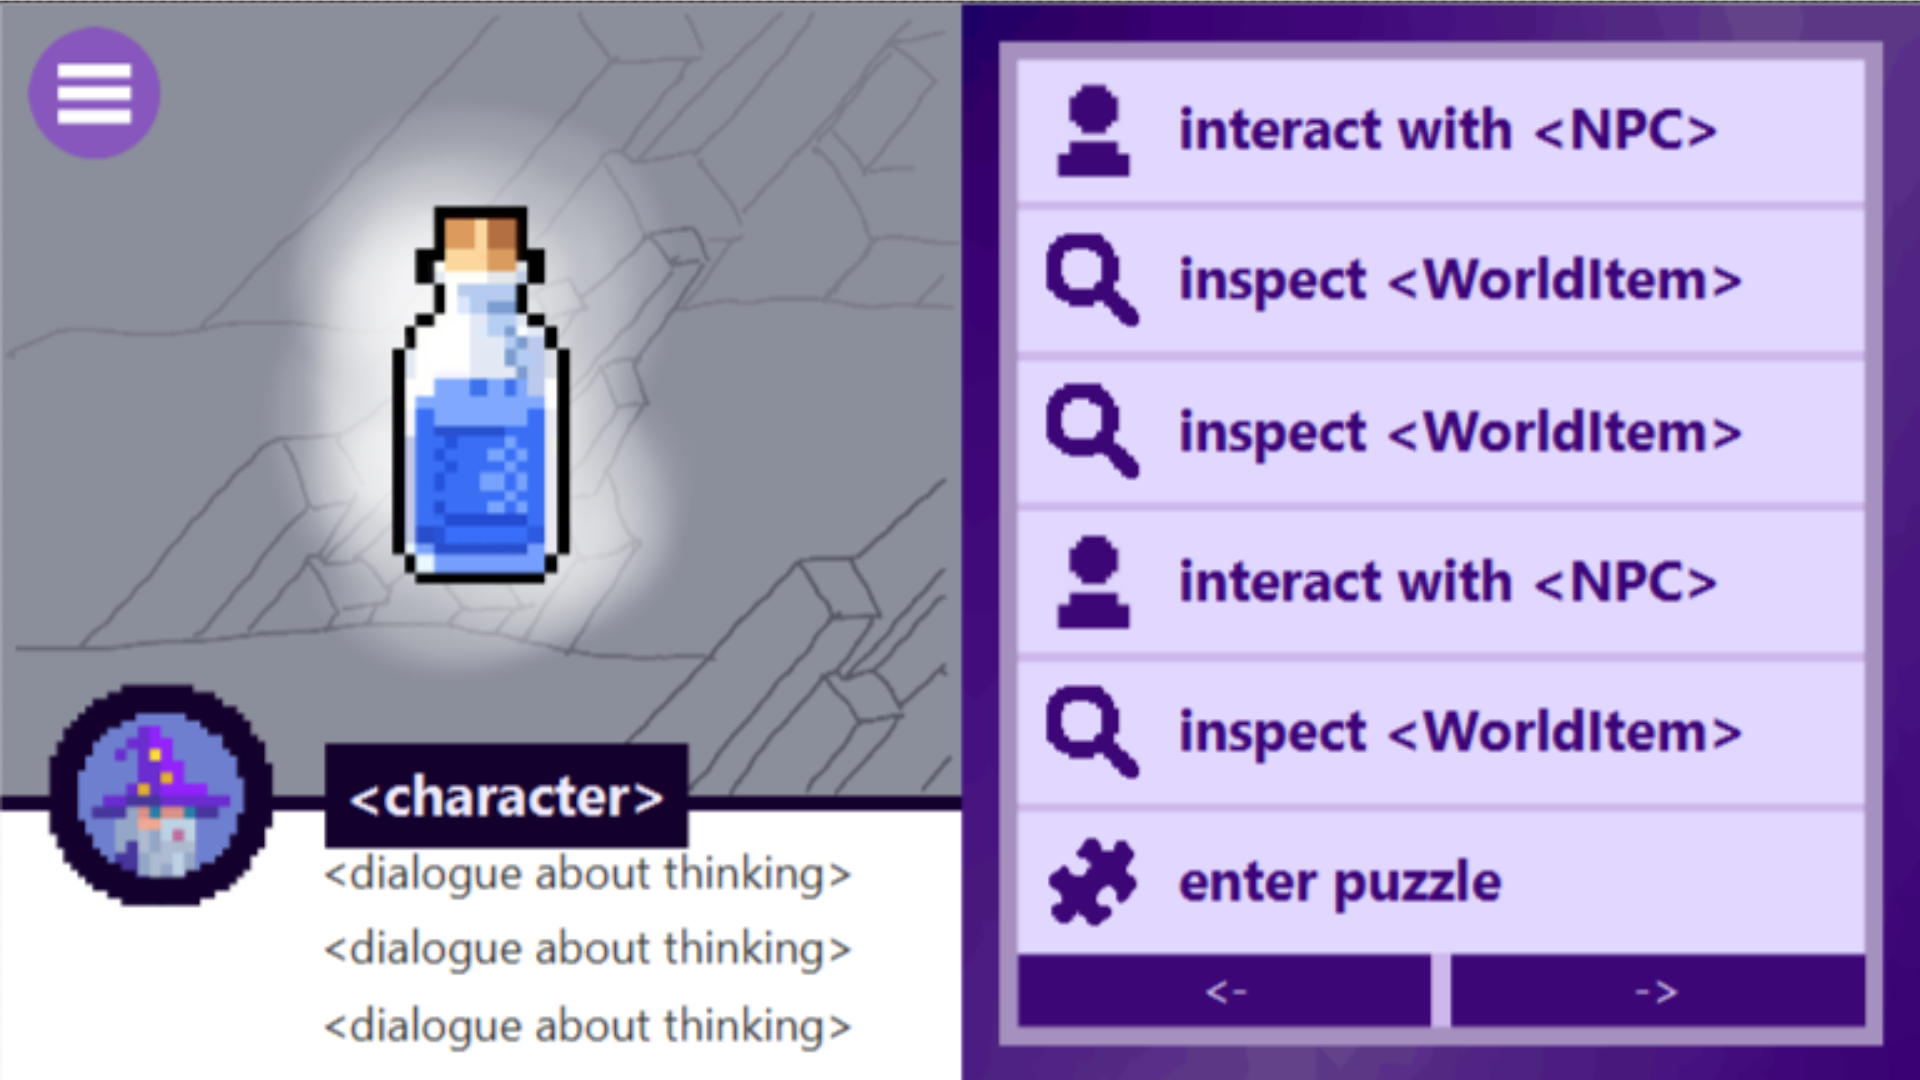 <character>
<dialogue about thinking>
<dialogue about thinking>
<dialogue about thinking>
interact with <NPC>
inspect <WorldItem>
inspect <WorldItem>
interact with <NPC>
inspect <WorldItem>
enter puzzle
<-
->